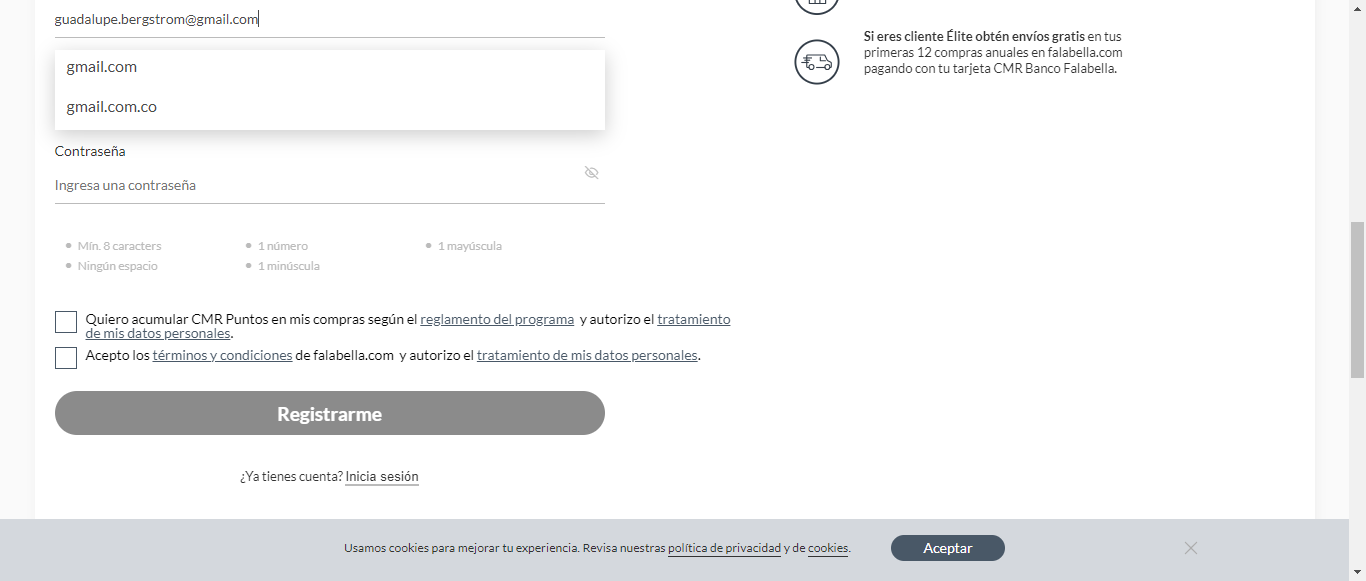 guadalupe.bergstrom@gmail.com
gmail.com
gmail.com.co
Contraseña
Ingresa una contraseña
Mín. 8 caracters
1 número
1 mayúscula
Ningún espacio
1 minúscula
Quiero acumular CMR Puntos en mis compras según el reglamento del programa y autorizo el tratamiento
de mis datos personales.
Acepto los términos y condiciones de falabella.com y autorizo el tratamiento de mis datos personales.
Registrarme
¿Ya tienes cuenta? Inicia sesión
Si eres cliente Élite obtén envíos gratis en tus
primeras 12 compras anuales en falabella.com
pagando con tu tarjeta CMR Banco Falabella.
Usamos cookies para mejorar tu experiencia. Revisa nuestras política de privacidad y de cookies.
Aceptar